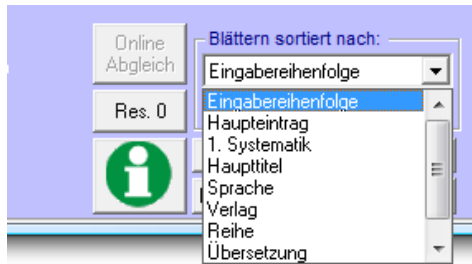 Online
Abgleich
Res. 0
Blättern sortiert nach:
Eingabereihenfolge
Eingabereihenfolge
Haupteintrag
1. Systematik
Haupttitel
Sprache
Verlag
Reihe
Übersetzung